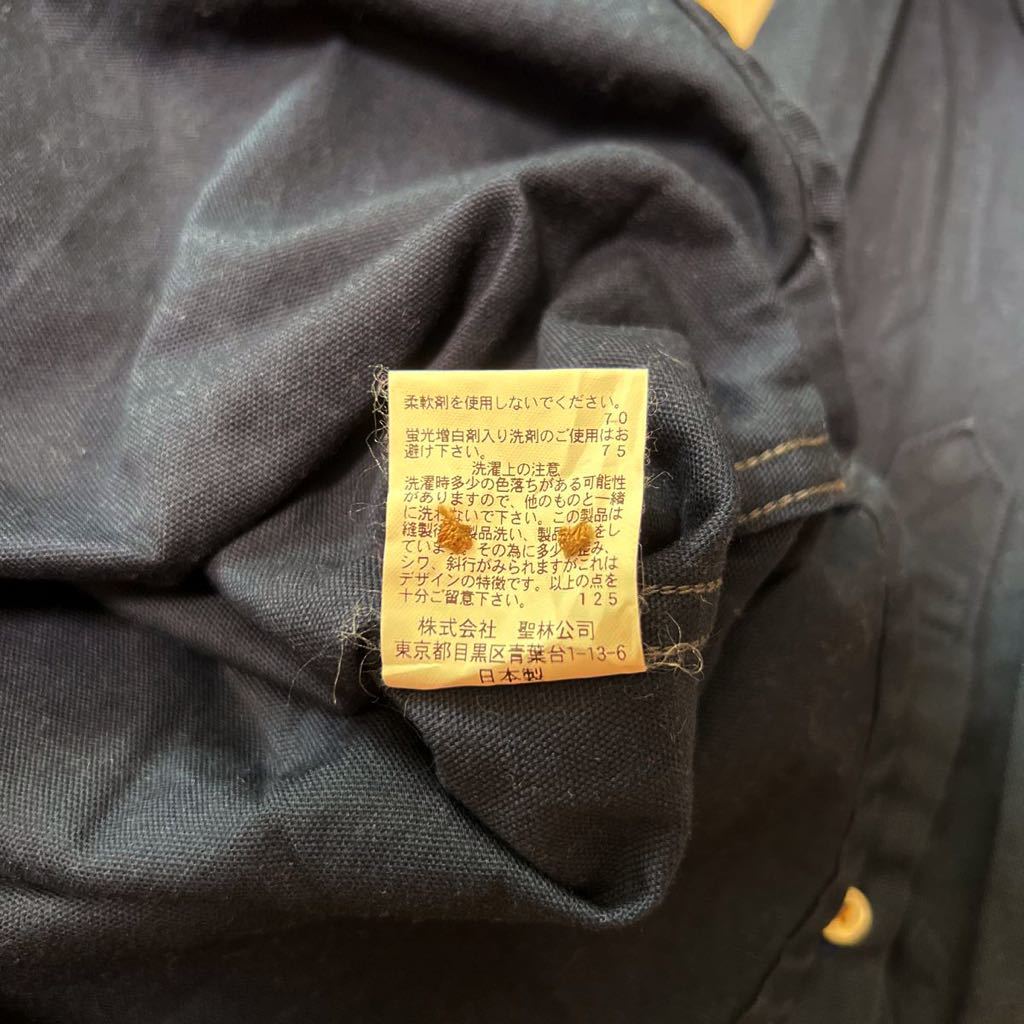 柔軟剤を使用しないでください。
70
蛍光増白剤入り洗剤のご使用はお
避け下さい。 75
洗濯上の注意
洗濯時多少の色落ちがある可能性
がありますので、他のものと一緒
に洗わないで下さい。この製品は
縫製後 製品洗い、製品 をし
ていま その為に多少 歪み、
シワ、斜行がみられますがこれは
デザインの特徴です。以上の点を
十分ご留意下さい。 125
株式会社 聖林公司
東京都目黒区青葉台1-13-6
日本製